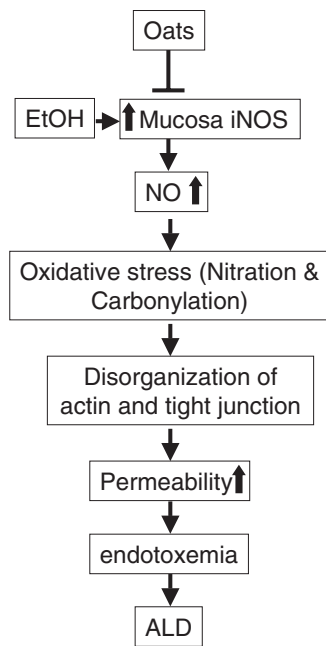 Oats
EtOH
Mucosa iNOS
NO
Oxidative stress (Nitration &
Carbonylation)
Disorganization of
actin and tight junction
Permeability
endotoxemia
ALD